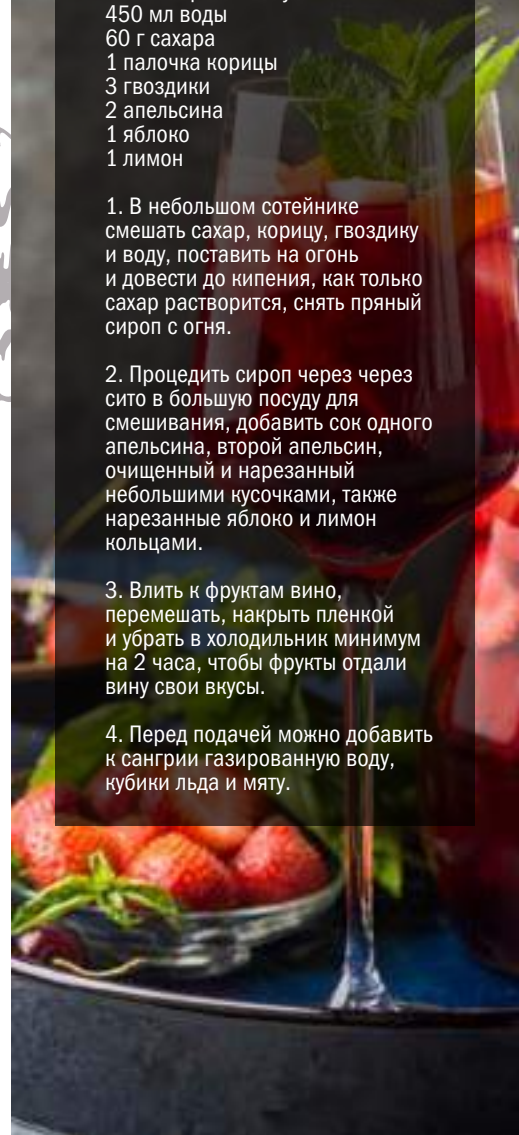 450 мл воды
60 г сахара
1 палочка корицы
3 гвоздики
2 апельсина
1 яблоко
1 лимон
1. В небольшом сотейнике
смешать сахар, корицу, гвоздику
и воду, поставить на огонь
и довести до кипения, как только
сахар растворится, снять пряный
сироп с огня.
2. Процедить сироп через через
сито в большую посуду для
смешивания, добавить сок одного
апельсина, второй апельсин,
очищенный и нарезанный
небольшими кусочками, также
нарезанные яблоко и лимон
кольцами.
3. Влить к фруктам вино,
перемешать, накрыть пленкой
и убрать в холодильник минимум
на 2 часа, чтобы фрукты отдали
вину свои вкусы.
4. Перед подачей можно добавить
к сангрии газированную воду,
кубики льда и мяту.